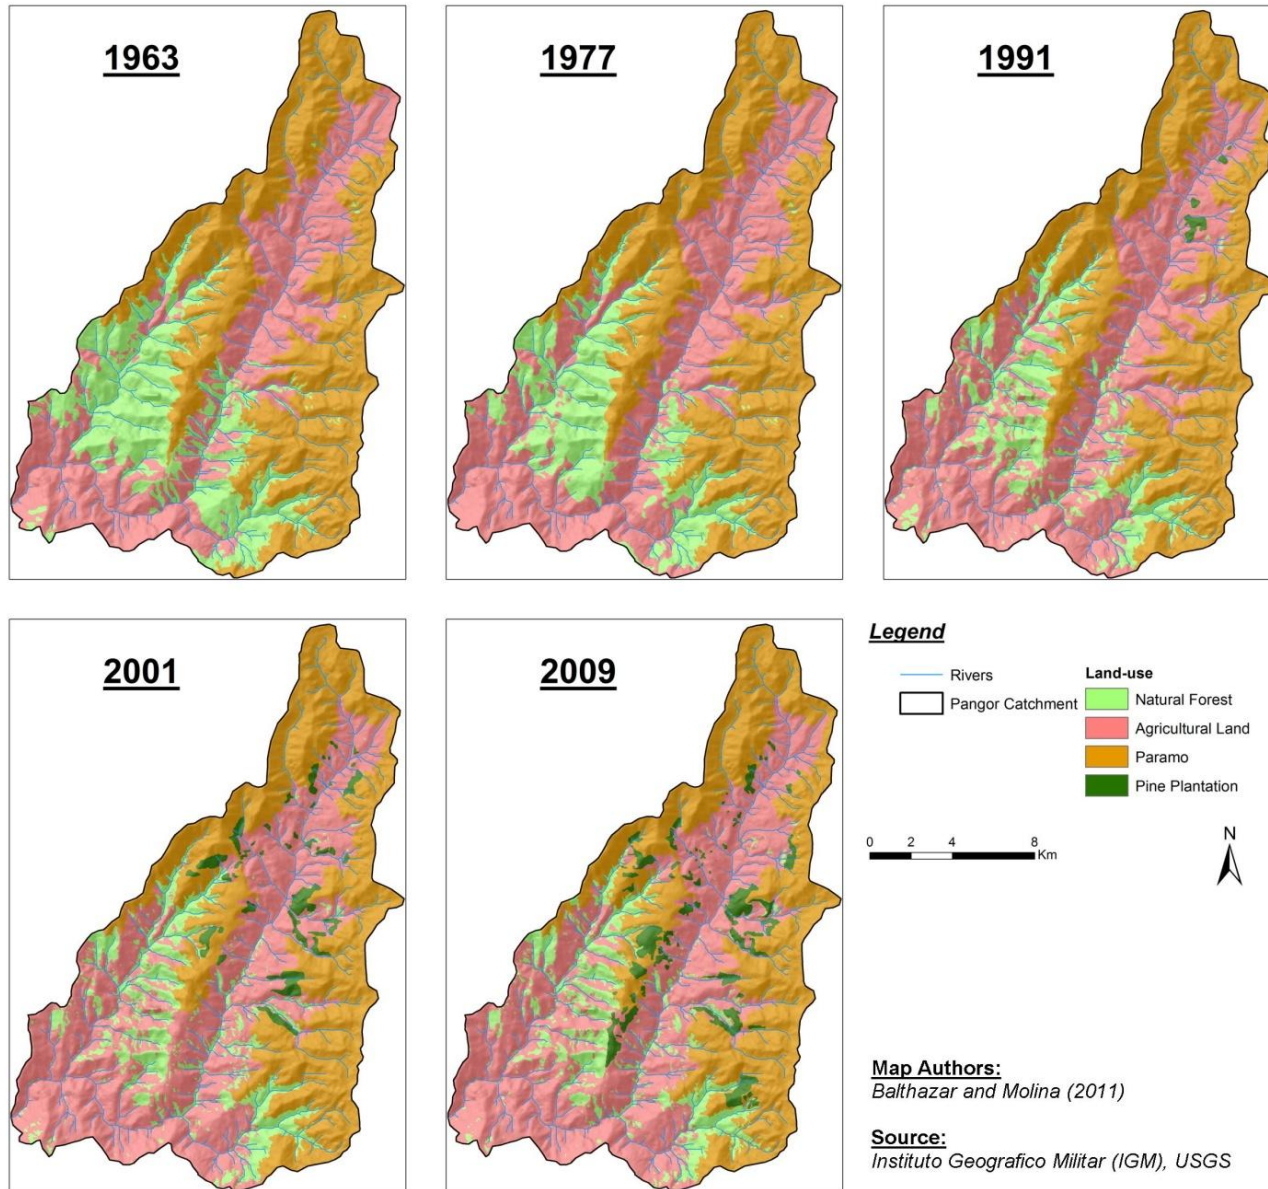 1963
1977
1991
2001
2009
Legend
Rivers
Pangor Catchment
Land-use
Natural Forest
Agricultural Land
Paramo
Pine Plantation
0 2 4 8
Km
N
Map Authors:
Balthazar and Molina (2011)
Source:
Instituto Geografico Militar (IGM), USGS